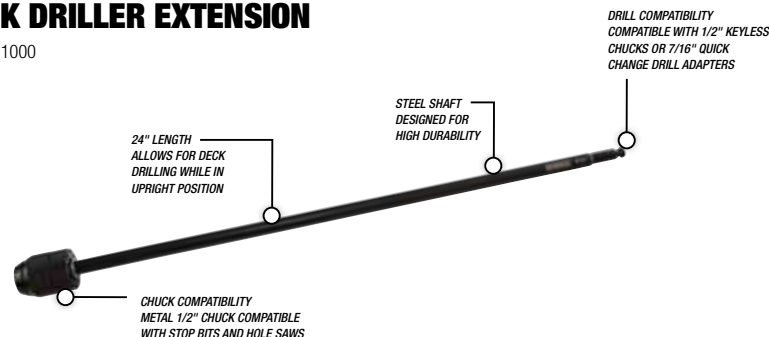 K DRILLER EXTENSION
1000
DRILL COMPATIBILITY
COMPATIBLE WITH 1/2" KEYLESS
CHUCKS OR 7/16" QUICK
CHANGE DRILL ADAPTERS
STEEL SHAFT
DESIGNED FOR
HIGH DURABILITY
24" LENGTH
ALLOWS FOR DECK
DRILLING WHILE IN
UPRIGHT POSITION
CHUCK COMPATIBILITY
METAL 1/2" CHUCK COMPATIBLE
WITH STOP BITS AND HOLE SAWS